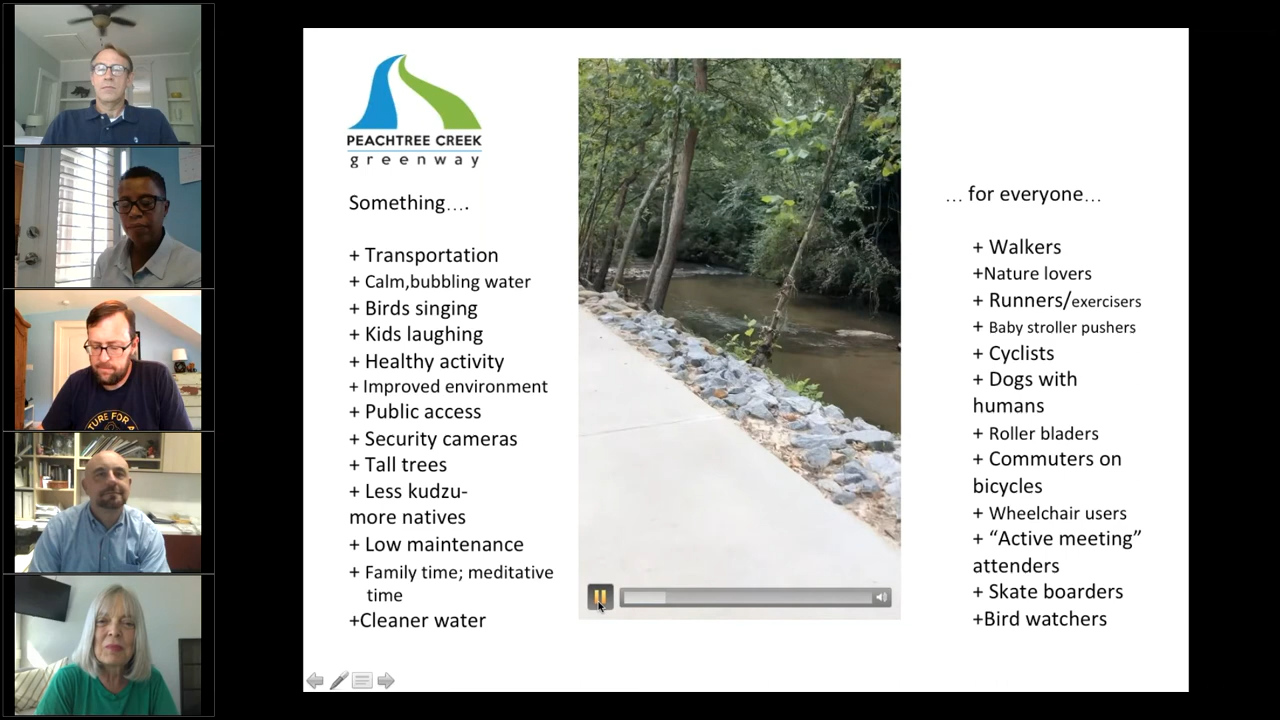 PEACHTREE CREEK
greenway
Something….
+ Transportation
+ Calm,bubbling water
+ Birds singing
+ Kids laughing
+ Healthy activity
+ Improved environment
+ Public access
+ Security cameras
+ Tall trees
+ Less kudzu-
more natives
+ Low maintenance
+ Family time; meditative
time
+Cleaner water
… for everyone…
+ Walkers
+Nature lovers
+ Runners/exercisers
+ Baby stroller pushers
+ Cyclists
+ Dogs with
humans
+ Roller bladers
+ Commuters on
bicycles
+ Wheelchair users
+ “Active meeting”
attenders
+ Skate boarders
+Bird watchers